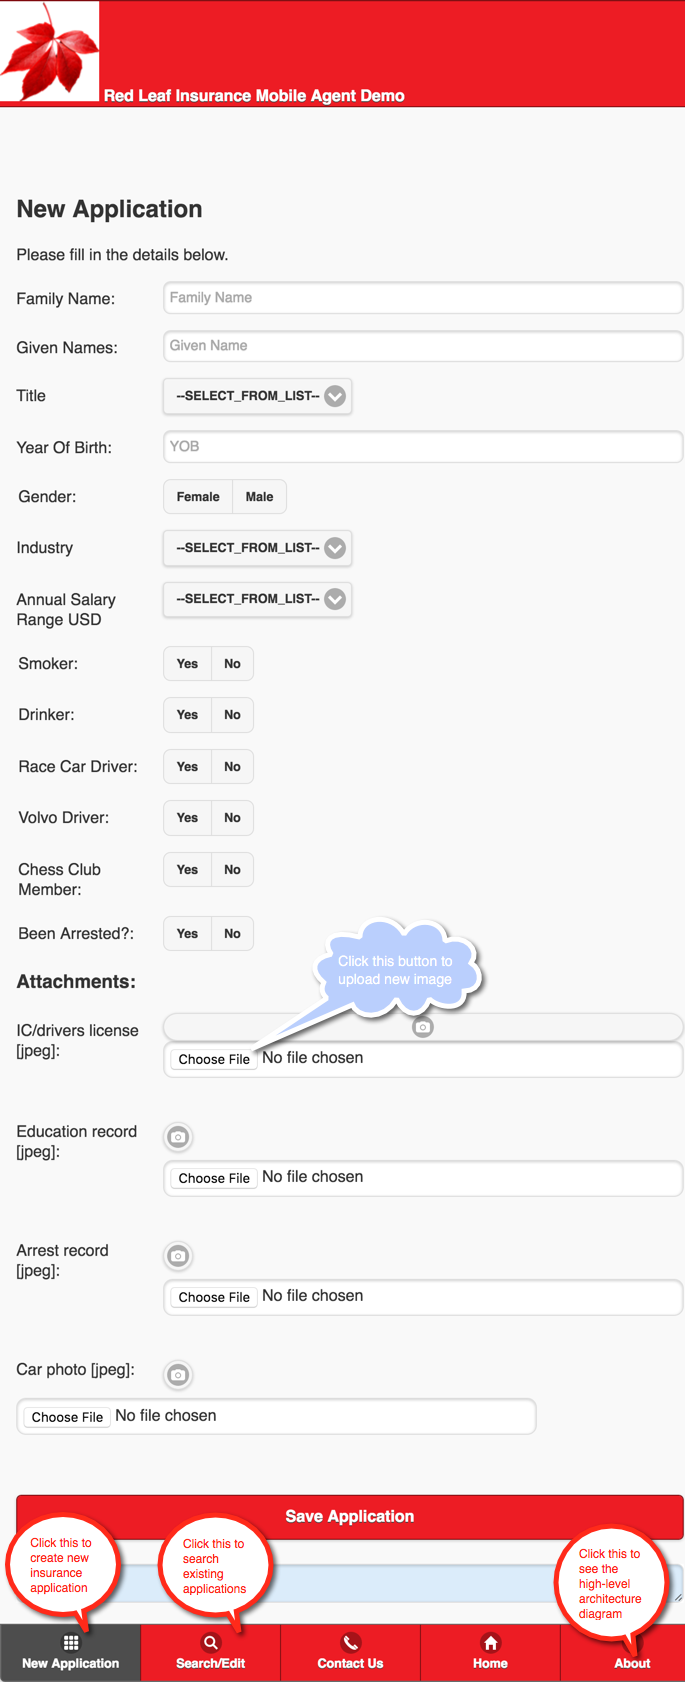 Red Leaf Insurance Mobile Agent Demo
New Application
Please fill in the details below.
Family Name:
Family Name
Given Names:
Given Name
Title
--SELECT_FROM_LIST--
Year Of Birth:
YOB
Gender:
Female
Male
Industry
--SELECT_FROM_LIST--
Annual Salary
Range USD
--SELECT_FROM_LIST--
Smoker:
Yes
No
Drinker:
Yes
No
Race Car Driver:
Yes
No
Volvo Driver:
Yes
No
Chess Club
Member:
Yes
No
Been Arrested?:
Yes
No
Click this button to
upload new image
Attachments:
IC/drivers license
[jpeg]:
Choose File No file chosen
Education record
[jpeg]:
Choose File No file chosen
Arrest record
[jpeg]:
Choose File No file chosen
Car photo [jpeg]:
Choose File No file chosen
Save Application
Click this to
create new
insurance
application
Click this to
search
existing
applications
Click this to
see the
high-level
architecture
diagram
New Application
Search/Edit
Contact Us
Home
About